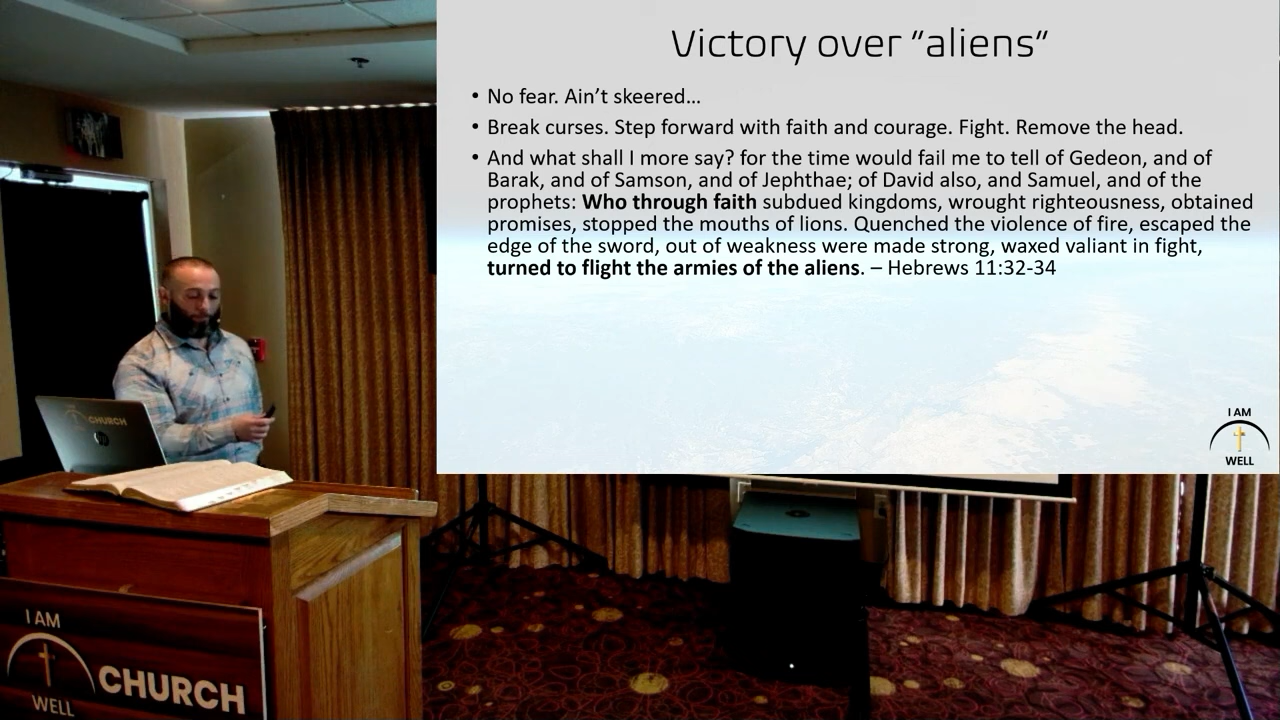 Victory over "aliens"
• No fear. Ain't skeered…
• Break curses. Step forward with faith and courage. Fight. Remove the head.
• And what shall I more say? for the time would fail me to tell of Gedeon, and of
Barak, and of Samson, and of Jephthae; of David also, and Samuel, and of the
prophets: Who through faith subdued kingdoms, wrought righteousness, obtained
promises, stopped the mouths of lions. Quenched the violence of fire, escaped the
edge of the sword, out of weakness were made strong, waxed valiant in fight,
turned to flight the armies of the aliens. – Hebrews 11:32-34
I AM
WELL
CHURCH
hp
I AM
CHURCH
WELL